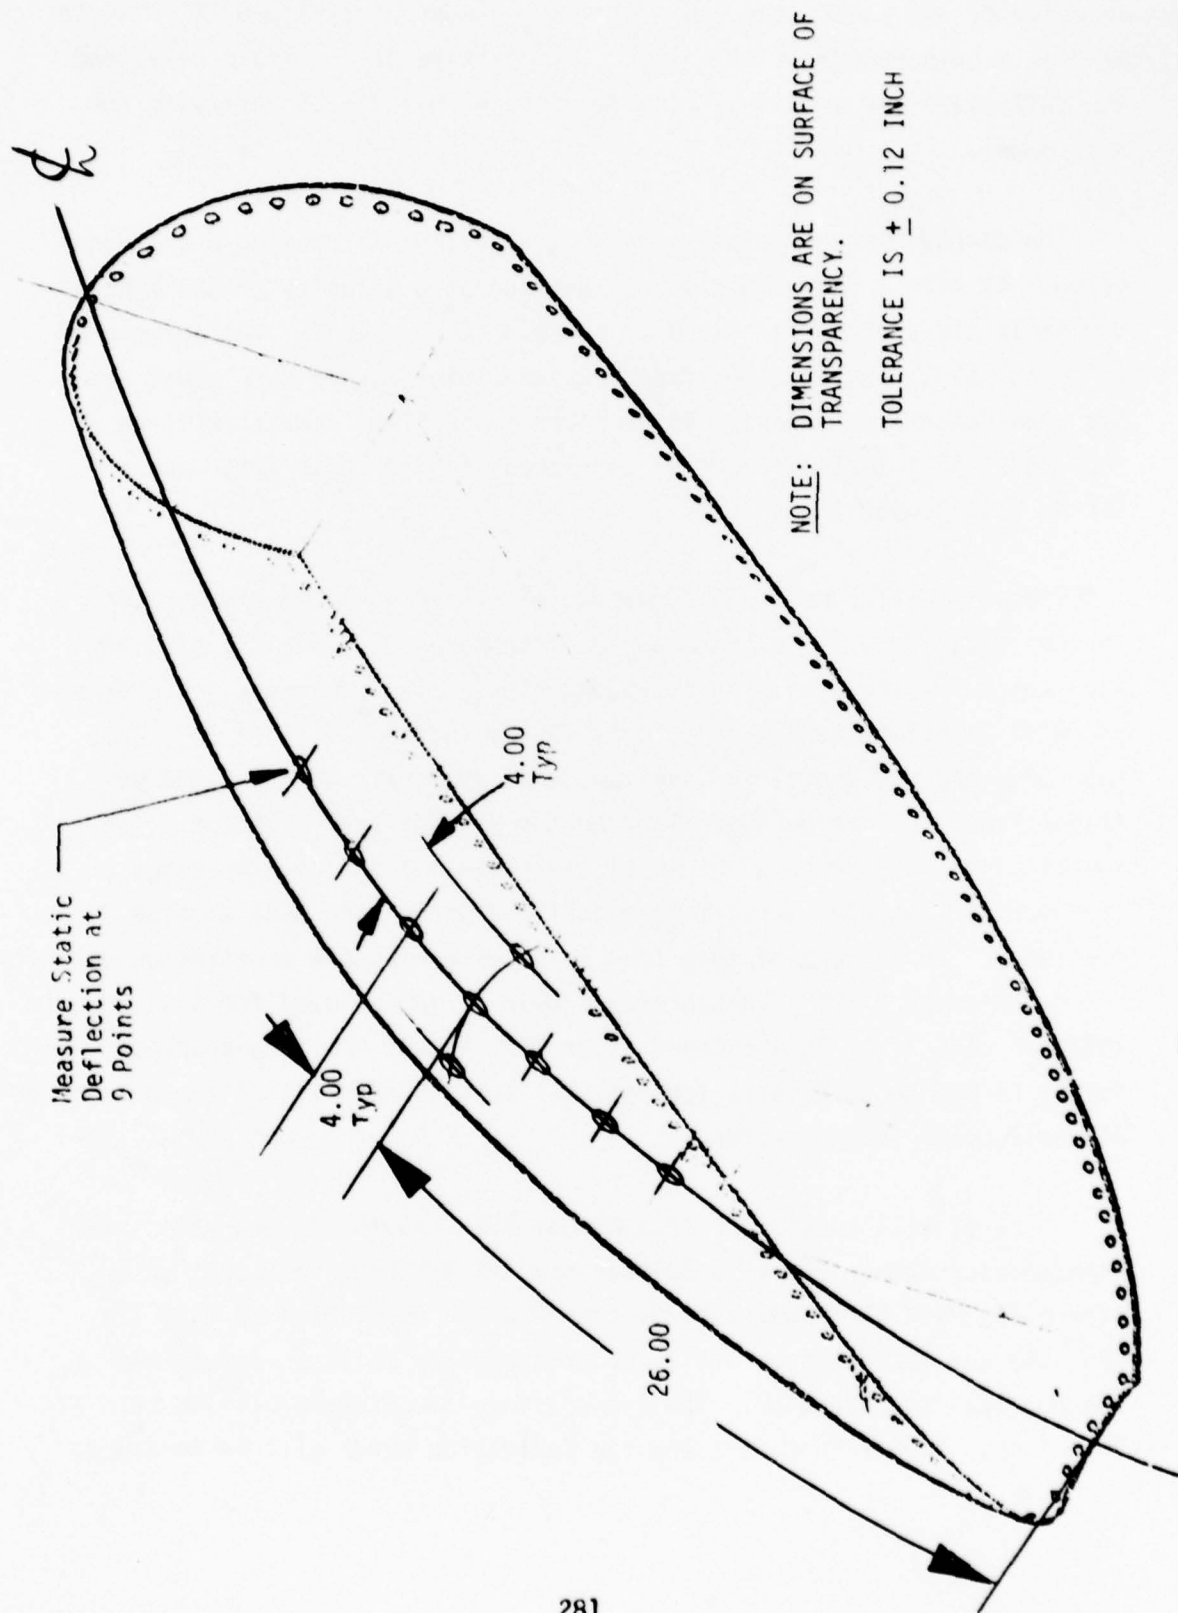 ℄
Measure Static
Deflection at
9 Points
4.00
Typ
4.00
Typ
26.00
NOTE: DIMENSIONS ARE ON SURFACE OF
TRANSPARENCY.
TOLERANCE IS ± 0.12 INCH
281